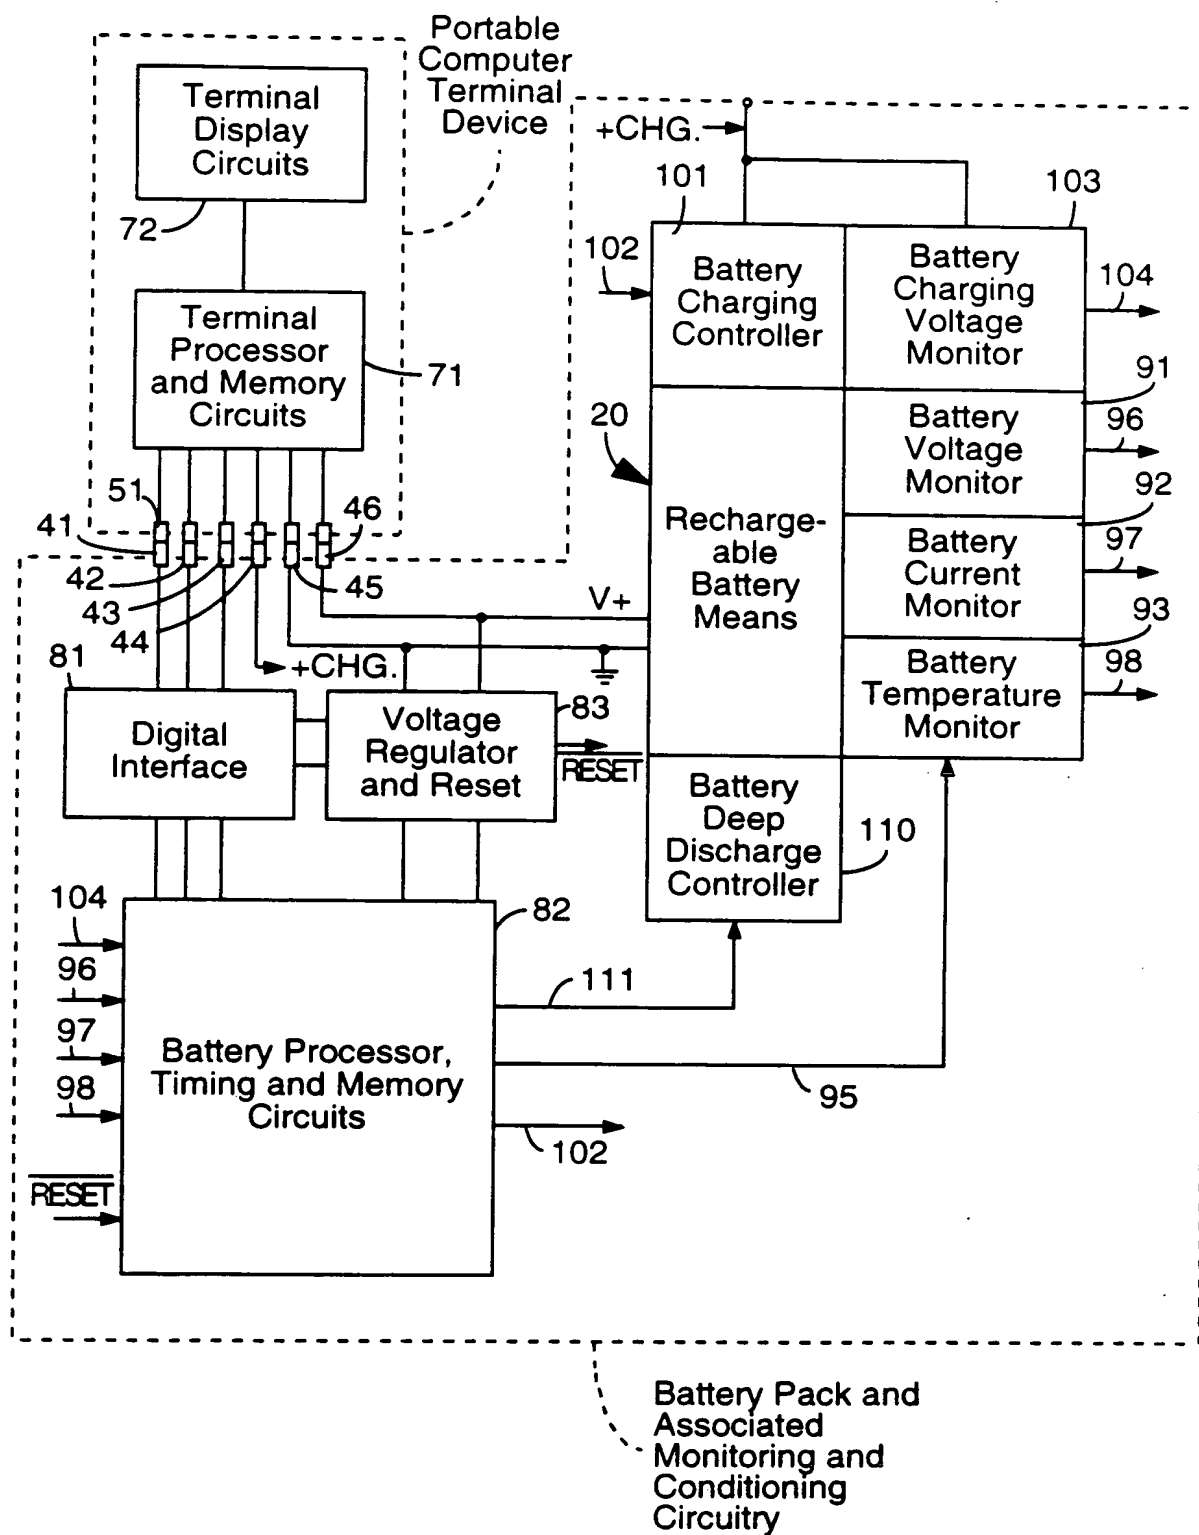 Portable
Computer
Terminal
Device
Terminal
Display
Circuits
72
Terminal
Processor
and Memory
Circuits
71
51
41
42
43
44
45
46
+CHG.
+CHG.
101
102
Battery
Charging
Controller
103
Battery
Charging
Voltage
Monitor
104
91
Battery
Voltage
Monitor
96
92
Battery
Current
Monitor
97
93
Battery
Temperature
Monitor
98
20
Recharge-
able
Battery
Means
V+
81
Digital
Interface
83
Voltage
Regulator
and Reset
RESET
Battery
Deep
Discharge
Controller
110
82
104
96
97
98
RESET
Battery Processor,
Timing and Memory
Circuits
111
95
102
Battery Pack and
Associated
Monitoring and
Conditioning
Circuitry